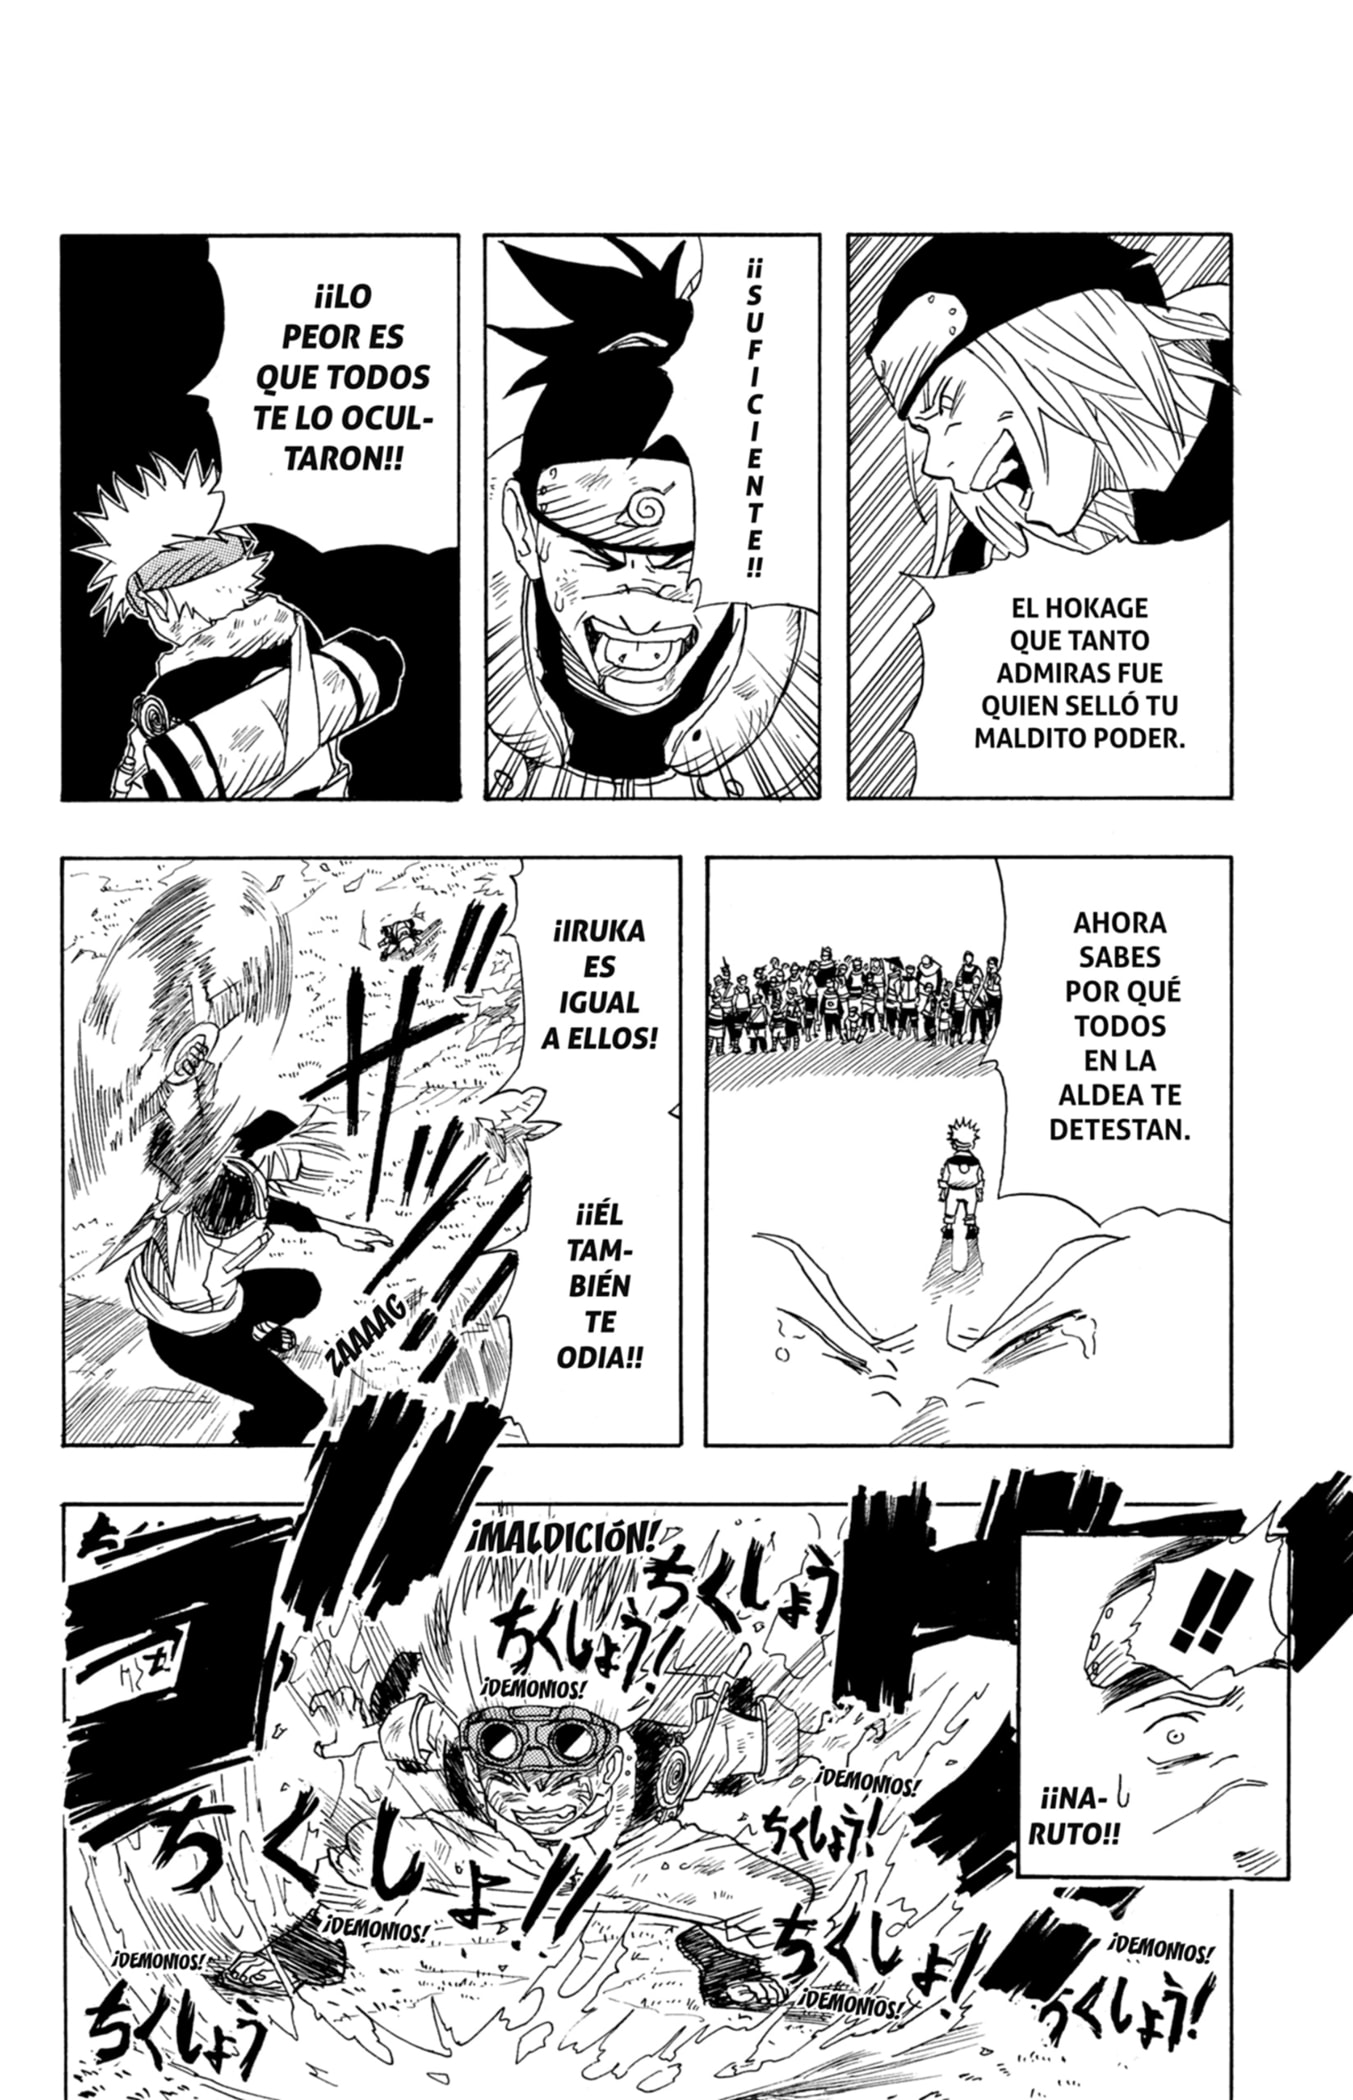 EL HOKAGE
QUE TANTO
ADMIRAS FUE
QUIEN SELLÓ TU
MALDITO PODER.
¡¡SUFICIENTE!!
¡¡LO
PEOR ES
QUE TODOS
TE LO OCUL-
TARON!!
AHORA
SABES
POR QUÉ
TODOS
EN LA
ALDEA TE
DETESTAN.
¡IRUKA
ES
IGUAL
A ELLOS!
¡¡ÉL
TAM-
BIÉN
TE
ODIA!!
ZAAAAG
!!
¡¡NA-
RUTO!!
¡MALDICIÓN!
ちくしょう
ちくしょう!
¡DEMONIOS!
¡DEMONIOS!
ちくしょう!
ちくしょ!!
¡DEMONIOS!
¡DEMONIOS!
ちくしょう
ちくしょ!
¡DEMONIOS!
¡DEMONIOS!
ちくしょう!